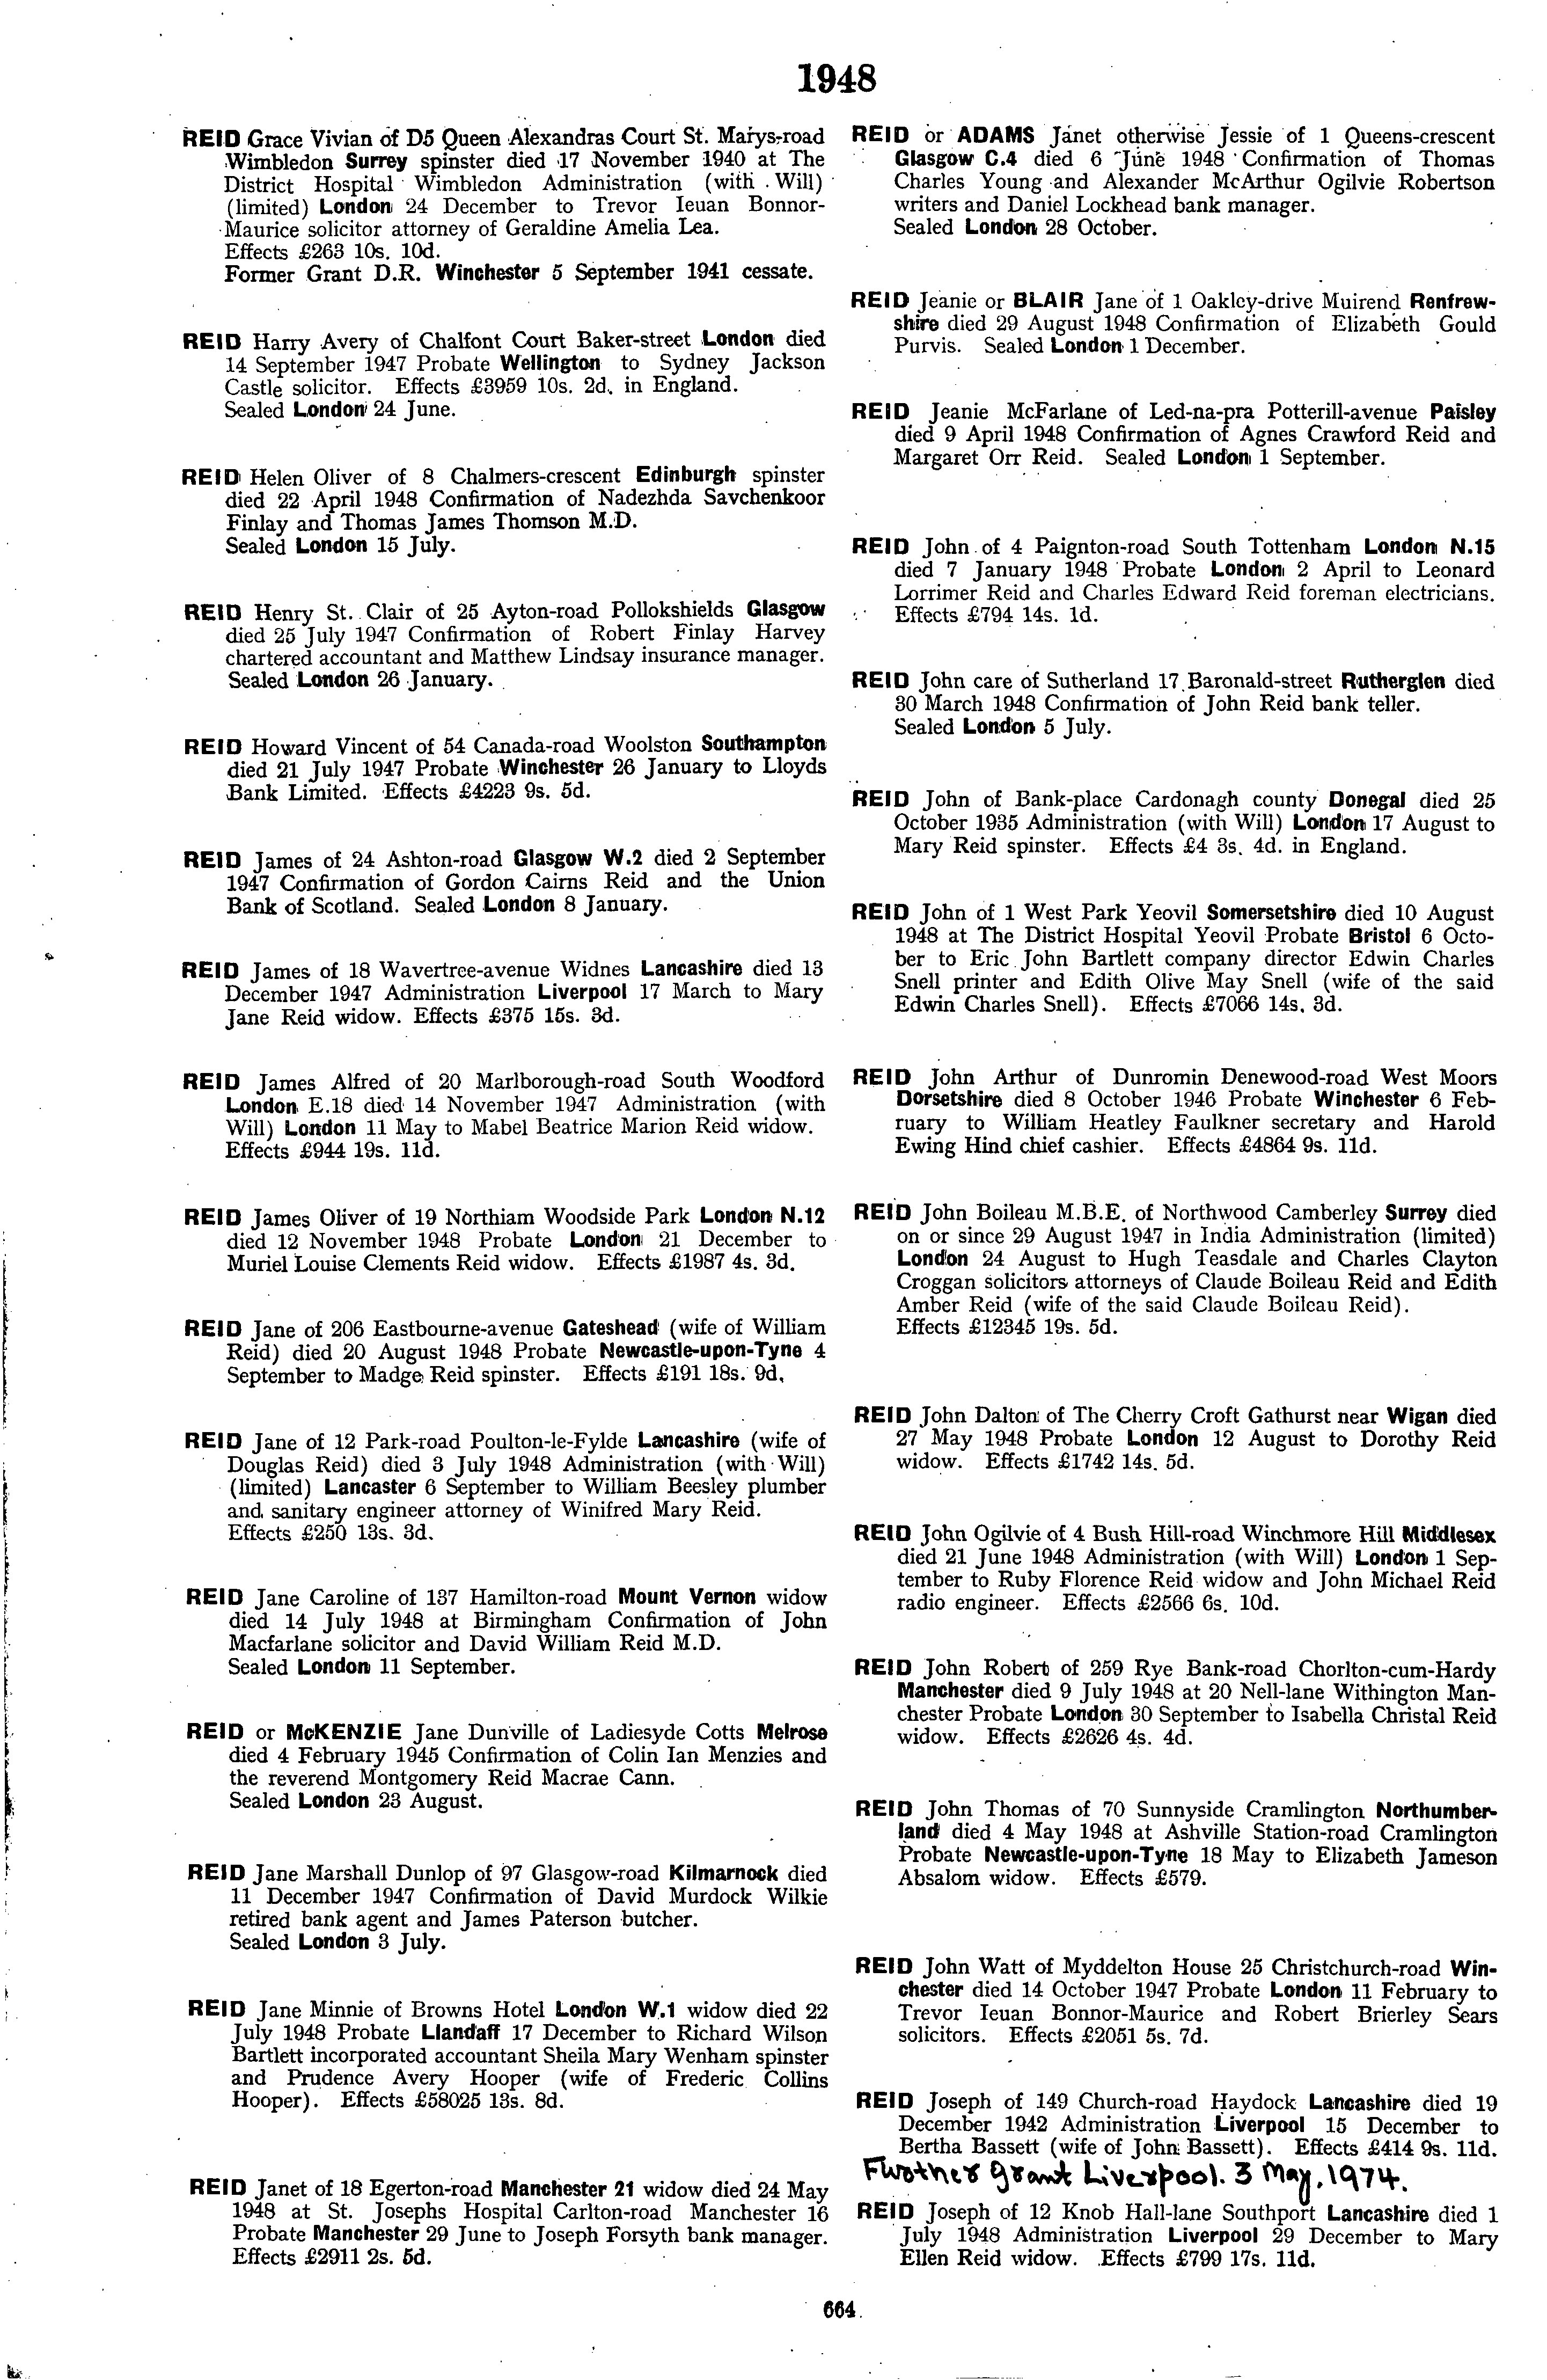 1948
REID Grace Vivian of D5 Queen Alexandras Court St. Marys-road
Wimbledon Surrey spinster died 17 November 1940 at The
District Hospital Wimbledon Administration (with Will)
(limited) London 24 December to Trevor Ieuan Bonnor-
Maurice solicitor attorney of Geraldine Amelia Lea.
Effects £263 10s. 10d.
Former Grant D.R. Winchester 5 September 1941 cessate.
REID Harry Avery of Chalfont Court Baker-street London died
14 September 1947 Probate Wellington to Sydney Jackson
Castle solicitor. Effects £3959 10s. 2d. in England.
Sealed London 24 June.
REID Helen Oliver of 8 Chalmers-crescent Edinburgh spinster
died 22 April 1948 Confirmation of Nadezhda Savchenkoor
Finlay and Thomas James Thomson M.D.
Sealed London 15 July.
REID Henry St. Clair of 25 Ayton-road Pollokshields Glasgow
died 25 July 1947 Confirmation of Robert Finlay Harvey
chartered accountant and Matthew Lindsay insurance manager.
Sealed London 26 January.
REID Howard Vincent of 54 Canada-road Woolston Southampton
died 21 July 1947 Probate Winchester 26 January to Lloyds
Bank Limited. Effects £4223 9s. 5d.
REID James of 24 Ashton-road Glasgow W.2 died 2 September
1947 Confirmation of Gordon Cairns Reid and the Union
Bank of Scotland. Sealed London 8 January.
REID James of 18 Wavertree-avenue Widnes Lancashire died 13
December 1947 Administration Liverpool 17 March to Mary
Jane Reid widow. Effects £375 15s. 3d.
REID James Alfred of 20 Marlborough-road South Woodford
London E.18 died 14 November 1947 Administration (with
Will) London 11 May to Mabel Beatrice Marion Reid widow.
Effects £944 19s. 11d.
REID James Oliver of 19 Northiam Woodside Park London N.12
died 12 November 1948 Probate London 21 December to
Muriel Louise Clements Reid widow. Effects £1987 4s. 3d.
REID Jane of 206 Eastbourne-avenue Gateshead (wife of William
Reid) died 20 August 1948 Probate Newcastle-upon-Tyne 4
September to Madge Reid spinster. Effects £191 18s. 9d.
REID Jane of 12 Park-road Poulton-le-Fylde Lancashire (wife of
Douglas Reid) died 3 July 1948 Administration (with Will)
(limited) Lancaster 6 September to William Beesley plumber
and sanitary engineer attorney of Winifred Mary Reid.
Effects £250 13s. 3d.
REID Jane Caroline of 137 Hamilton-road Mount Vernon widow
died 14 July 1948 at Birmingham Confirmation of John
Macfarlane solicitor and David William Reid M.D.
Sealed London 11 September.
REID or McKENZIE Jane Dunville of Ladiesyde Cotts Melrose
died 4 February 1945 Confirmation of Colin Ian Menzies and
the reverend Montgomery Reid Macrae Cann.
Sealed London 23 August.
REID Jane Marshall Dunlop of 97 Glasgow-road Kilmarnock died
11 December 1947 Confirmation of David Murdock Wilkie
retired bank agent and James Paterson butcher.
Sealed London 3 July.
REID Jane Minnie of Browns Hotel London W.1 widow died 22
July 1948 Probate Llandaff 17 December to Richard Wilson
Bartlett incorporated accountant Sheila Mary Wenham spinster
and Prudence Avery Hooper (wife of Frederic Collins
Hooper). Effects £58025 13s. 8d.
REID Janet of 18 Egerton-road Manchester 21 widow died 24 May
1948 at St. Josephs Hospital Carlton-road Manchester 16
Probate Manchester 29 June to Joseph Forsyth bank manager.
Effects £2911 2s. 5d.
REID or ADAMS Janet otherwise Jessie of 1 Queens-crescent
Glasgow C.4 died 6 June 1948 Confirmation of Thomas
Charles Young and Alexander McArthur Ogilvie Robertson
writers and Daniel Lockhead bank manager.
Sealed London 28 October.
REID Jeanie or BLAIR Jane of 1 Oakley-drive Muirend Renfrew-
shire died 29 August 1948 Confirmation of Elizabeth Gould
Purvis. Sealed London 1 December.
REID Jeanie McFarlane of Led-na-pra Potterill-avenue Paisley
died 9 April 1948 Confirmation of Agnes Crawford Reid and
Margaret Orr Reid. Sealed London 1 September.
REID John of 4 Paignton-road South Tottenham London N.15
died 7 January 1948 Probate London 2 April to Leonard
Lorrimer Reid and Charles Edward Reid foreman electricians.
Effects £794 14s. 1d.
REID John care of Sutherland 17 Baronald-street Rutherglen died
30 March 1948 Confirmation of John Reid bank teller.
Sealed London 5 July.
REID John of Bank-place Cardonagh county Donegal died 25
October 1935 Administration (with Will) London 17 August to
Mary Reid spinster. Effects £4 3s. 4d. in England.
REID John of 1 West Park Yeovil Somersetshire died 10 August
1948 at The District Hospital Yeovil Probate Bristol 6 Octo-
ber to Eric John Bartlett company director Edwin Charles
Snell printer and Edith Olive May Snell (wife of the said
Edwin Charles Snell). Effects £7066 14s. 3d.
REID John Arthur of Dunromin Denewood-road West Moors
Dorsetshire died 8 October 1946 Probate Winchester 6 Feb-
ruary to William Heatley Faulkner secretary and Harold
Ewing Hind chief cashier. Effects £4864 9s. 11d.
REID John Boileau M.B.E. of Northwood Camberley Surrey died
on or since 29 August 1947 in India Administration (limited)
London 24 August to Hugh Teasdale and Charles Clayton
Croggan solicitors attorneys of Claude Boileau Reid and Edith
Amber Reid (wife of the said Claude Boileau Reid).
Effects £12345 19s. 5d.
REID John Dalton of The Cherry Croft Gathurst near Wigan died
27 May 1948 Probate London 12 August to Dorothy Reid
widow. Effects £1742 14s. 5d.
REID John Ogilvie of 4 Bush Hill-road Winchmore Hill Middlesex
died 21 June 1948 Administration (with Will) London 1 Sep-
tember to Ruby Florence Reid widow and John Michael Reid
radio engineer. Effects £2566 6s. 10d.
REID John Robert of 259 Rye Bank-road Chorlton-cum-Hardy
Manchester died 9 July 1948 at 20 Nell-lane Withington Man-
chester Probate London 30 September to Isabella Christal Reid
widow. Effects £2626 4s. 4d.
REID John Thomas of 70 Sunnyside Cramlington Northumber-
land died 4 May 1948 at Ashville Station-road Cramlington
Probate Newcastle-upon-Tyne 18 May to Elizabeth Jameson
Absalom widow. Effects £579.
REID John Watt of Myddelton House 25 Christchurch-road Win-
chester died 14 October 1947 Probate London 11 February to
Trevor Ieuan Bonnor-Maurice and Robert Brierley Sears
solicitors. Effects £2051 5s. 7d.
REID Joseph of 149 Church-road Haydock Lancashire died 19
December 1942 Administration Liverpool 15 December to
Bertha Bassett (wife of John Bassett). Effects £414 9s. 11d.
Further grant Liverpool. 3 May. 1974.
REID Joseph of 12 Knob Hall-lane Southport Lancashire died 1
July 1948 Administration Liverpool 29 December to Mary
Ellen Reid widow. Effects £799 17s. 11d.
664